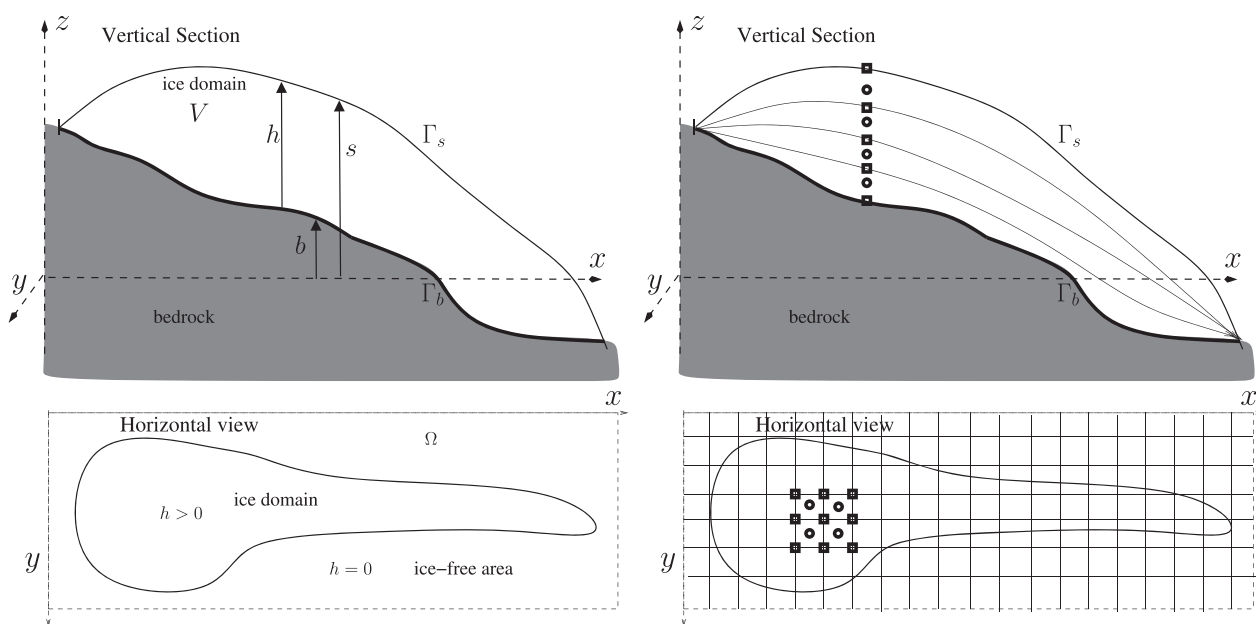 z
Vertical Section
ice domain
V
h
s
Γs
b
x
y
Γb
bedrock
x
Horizontal view
Ω
ice domain
h > 0
y
h = 0
ice−free area
z
Vertical Section
Γs
x
y
Γb
bedrock
x
Horizontal view
y